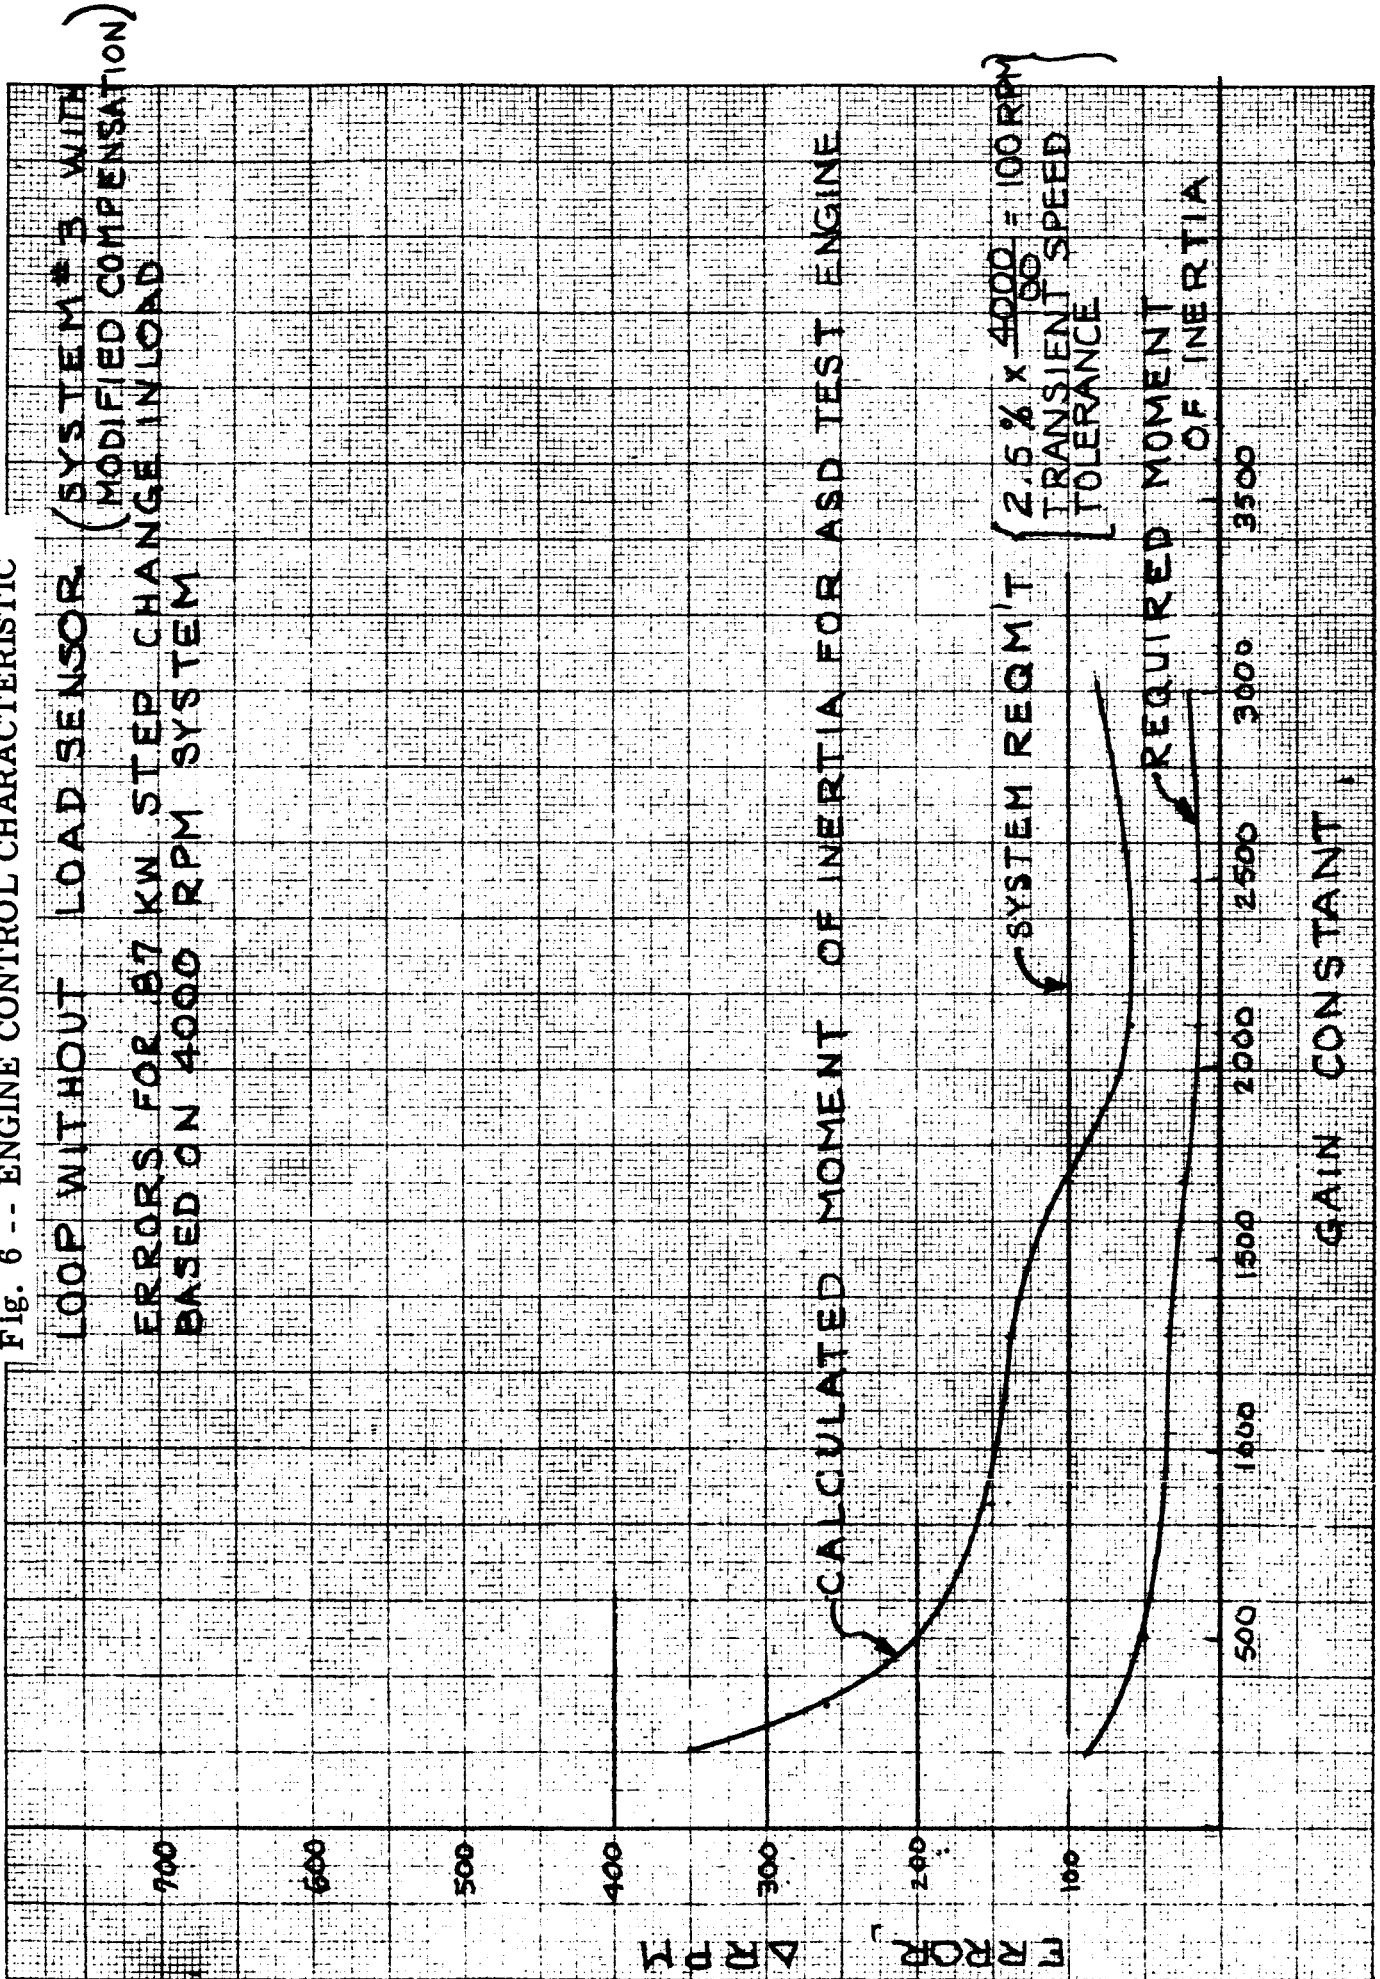 Fig. 6 -- ENGINE CONTROL CHARACTERISTIC
LOOP WITHOUT LOAD SENSOR (SYSTEM # 3 WITH
MODIFIED COMPENSATION)
ERRORS FOR .87 KW STEP CHANGE IN LOAD
BASED ON 4000 RPM SYSTEM
CALCULATED MOMENT OF INERTIA FOR ASD TEST ENGINE
SYSTEM REQM'T
{2.5% x 4000/100 = 100 RPM}
TRANSIENT SPEED
TOLERANCE
REQUIRED MOMENT
OF INERTIA
700
600
500
400
300
200
100
ERROR, Δ RPM
500
1000
1500
2000
2500
3000
3500
GAIN CONSTANT